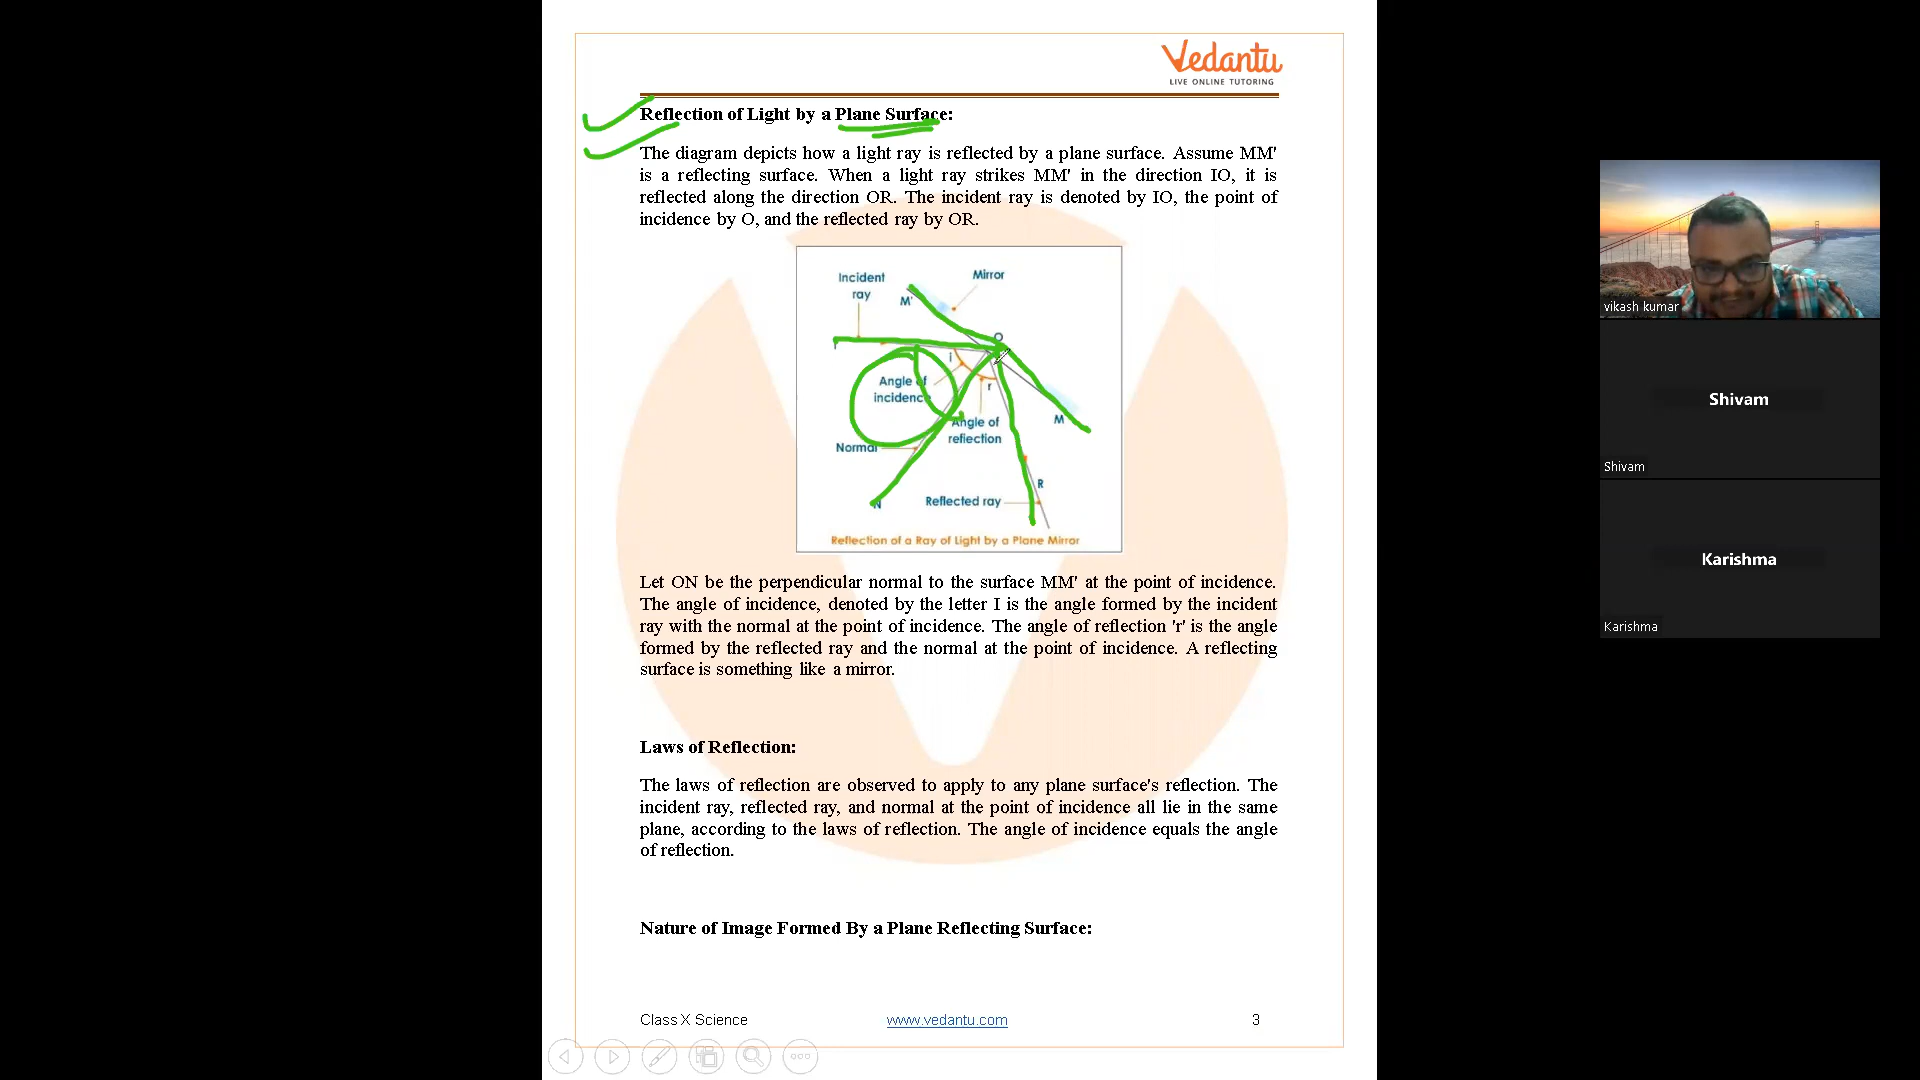 Vedantu
LIVE ONLINE TUTORING
Reflection of Light by a Plane Surface:
The diagram depicts how a light ray is reflected by a plane surface. Assume MM'
is a reflecting surface. When a light ray strikes MM' in the direction IO, it is
reflected along the direction OR. The incident ray is denoted by IO, the point of
incidence by O, and the reflected ray by OR.
Incident
ray
Mirror
M'
O
i
r
Angle of
incidence
Angle of
reflection
M
Normal
R
N
Reflected ray
Reflection of a Ray of Light by a Plane Mirror
Let ON be the perpendicular normal to the surface MM' at the point of incidence.
The angle of incidence, denoted by the letter I is the angle formed by the incident
ray with the normal at the point of incidence. The angle of reflection 'r' is the angle
formed by the reflected ray and the normal at the point of incidence. A reflecting
surface is something like a mirror.
Laws of Reflection:
The laws of reflection are observed to apply to any plane surface's reflection. The
incident ray, reflected ray, and normal at the point of incidence all lie in the same
plane, according to the laws of reflection. The angle of incidence equals the angle
of reflection.
Nature of Image Formed By a Plane Reflecting Surface:
Class X Science
www.vedantu.com
3
vikash kumar
Shivam
Shivam
Karishma
Karishma